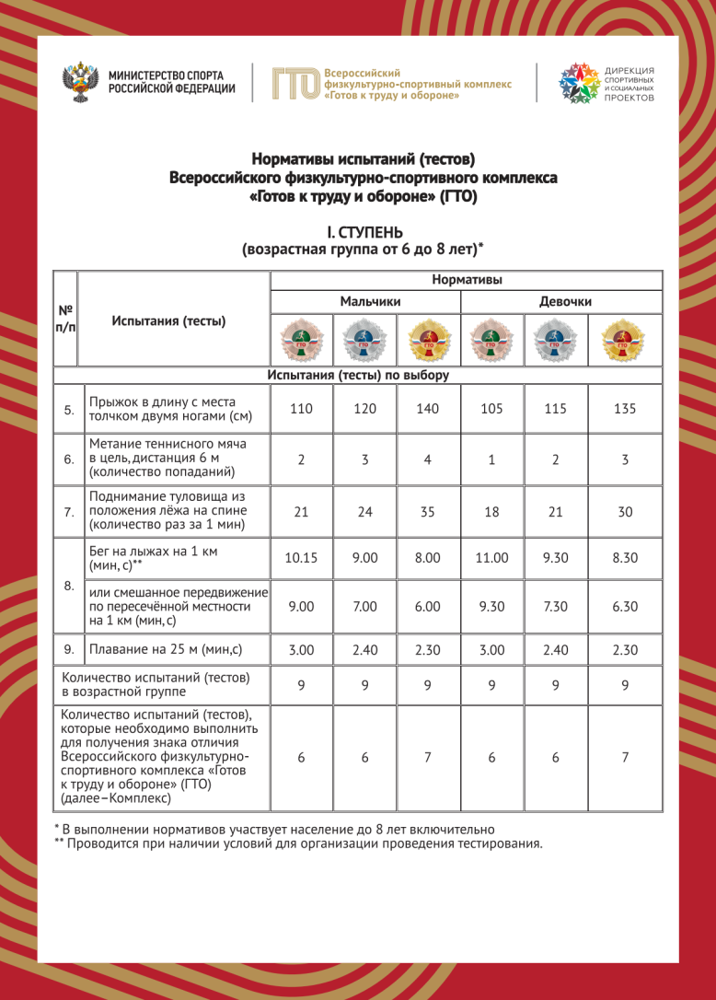 МИНИСТЕРСТВО СПОРТА
РОССИЙСКОЙ ФЕДЕРАЦИИ
ГТО
Всероссийский
физкультурно-спортивный комплекс
«Готов к труду и обороне»
ДИРЕКЦИЯ
СПОРТИВНЫХ
И СОЦИАЛЬНЫХ
ПРОЕКТОВ
Нормативы испытаний (тестов)
Всероссийского физкультурно-спортивного комплекса
«Готов к труду и обороне» (ГТО)
I. СТУПЕНЬ
(возрастная группа от 6 до 8 лет)*
№
п/п
Испытания (тесты)
Нормативы
Мальчики
Девочки
ГТО ГТО ГТО ГТО ГТО ГТО
Испытания (тесты) по выбору
5. Прыжок в длину с места
толчком двумя ногами (см)
110 120 140 105 115 135
6. Метание теннисного мяча
в цель, дистанция 6 м
(количество попаданий)
2 3 4 1 2 3
7. Поднимание туловища из
положения лёжа на спине
(количество раз за 1 мин)
21 24 35 18 21 30
8. Бег на лыжах на 1 км
(мин, с)**
10.15 9.00 8.00 11.00 9.30 8.30
или смешанное передвижение
по пересечённой местности
на 1 км (мин, с)
9.00 7.00 6.00 9.30 7.30 6.30
9. Плавание на 25 м (мин,с) 3.00 2.40 2.30 3.00 2.40 2.30
Количество испытаний (тестов)
в возрастной группе
9 9 9 9 9 9
Количество испытаний (тестов),
которые необходимо выполнить
для получения знака отличия
Всероссийского физкультурно-
спортивного комплекса «Готов
к труду и обороне» (ГТО)
(далее–Комплекс)
6 6 7 6 6 7
* В выполнении нормативов участвует население до 8 лет включительно
** Проводится при наличии условий для организации проведения тестирования.